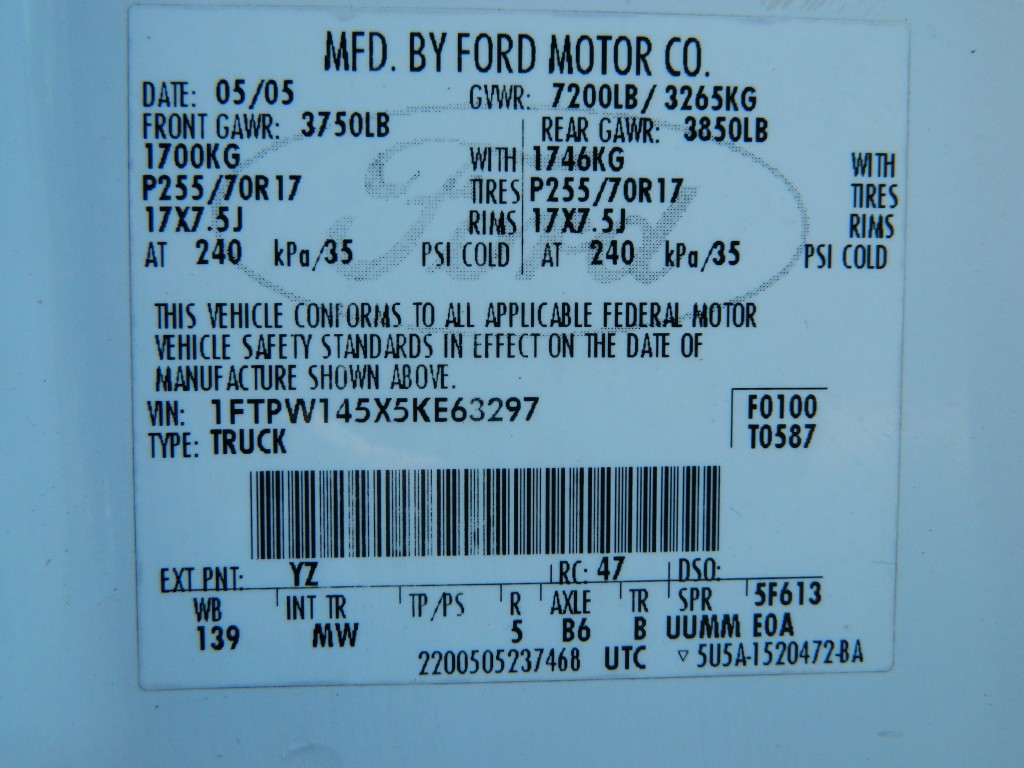 MFD. BY FORD MOTOR CO.
DATE: 05/05 GVWR: 7200LB/ 3265KG
FRONT GAWR: 3750LB REAR GAWR: 3850LB
1700KG WITH 1746KG WITH
P255/70R17 TIRES P255/70R17 TIRES
17X7.5J RIMS 17X7.5J RIMS
AT 240 kPa/35 PSI COLD AT 240 kPa/35 PSI COLD
Ford
THIS VEHICLE CONFORMS TO ALL APPLICABLE FEDERAL MOTOR
VEHICLE SAFETY STANDARDS IN EFFECT ON THE DATE OF
MANUFACTURE SHOWN ABOVE.
VIN: 1FTPW145X5KE63297 F0100
TYPE: TRUCK T0587
EXT PNT: YZ RC: 47 DSO:
WB INT TR TP/PS R AXLE TR SPR 5F613
139 MW 5 B6 B UUMM E0A
2200505237468 UTC ▽ 5U5A-1520472-BA